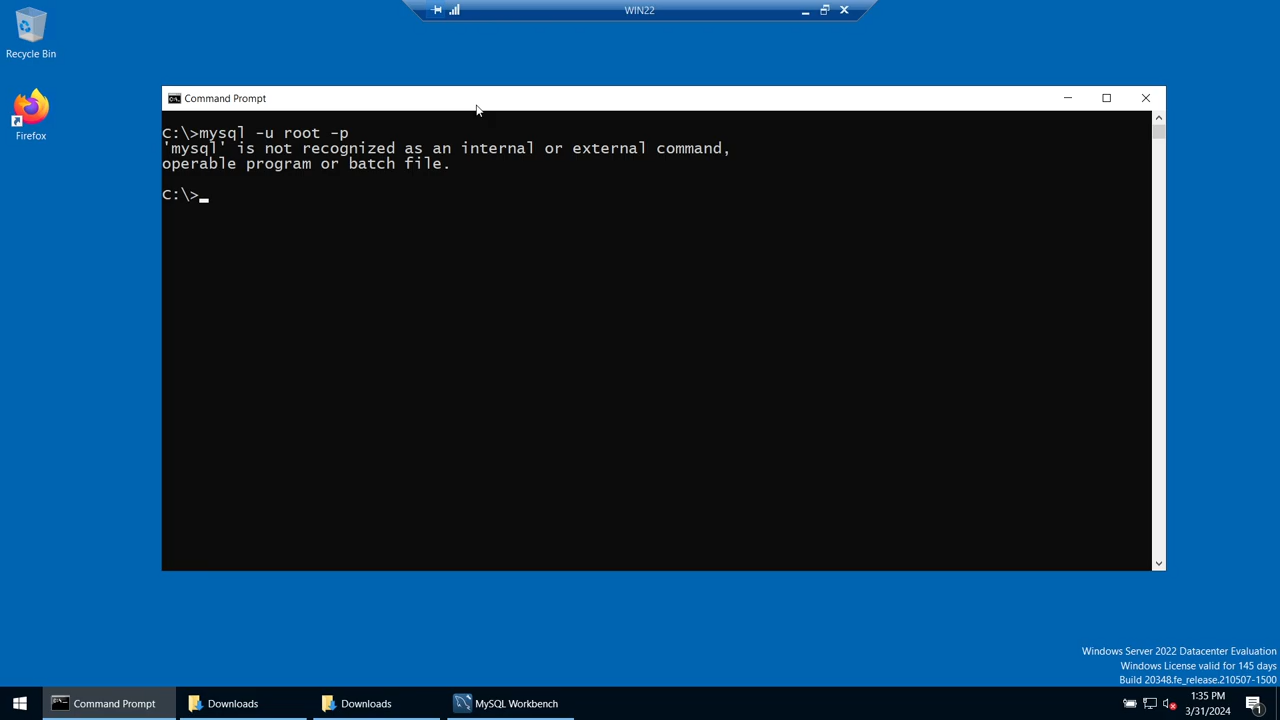 WIN22
Recycle Bin
Firefox
Command Prompt
C:\>mysql -u root -p
'mysql' is not recognized as an internal or external command,
operable program or batch file.
C:\>
Windows Server 2022 Datacenter Evaluation
Windows License valid for 145 days
Build 20348.fe_release.210507-1500
Command Prompt
Downloads
Downloads
MySQL Workbench
1:35 PM
3/31/2024
1